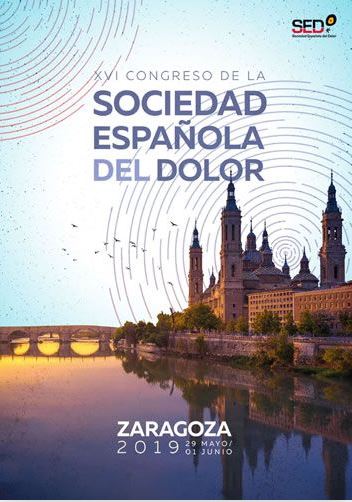 SED
Sociedad Española del Dolor
XVI CONGRESO DE LA
SOCIEDAD
ESPAÑOLA
DEL DOLOR
ZARAGOZA
2019 29 MAYO/
01 JUNIO